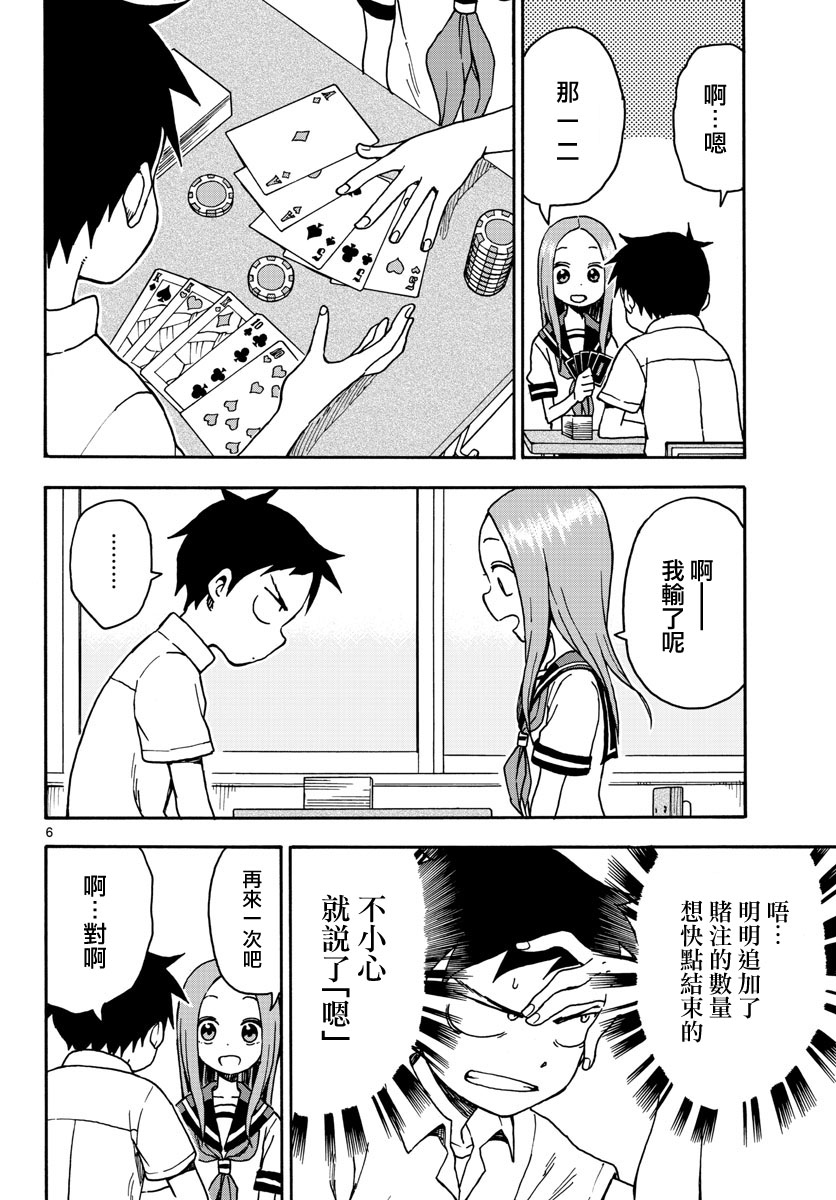 啊…嗯
那一二
啊——
我輸了呢
……
唔…
明明追加了
賭注的數量
想快點結束的
不小心
就説了「嗯」
再來一次吧
啊…對啊
6